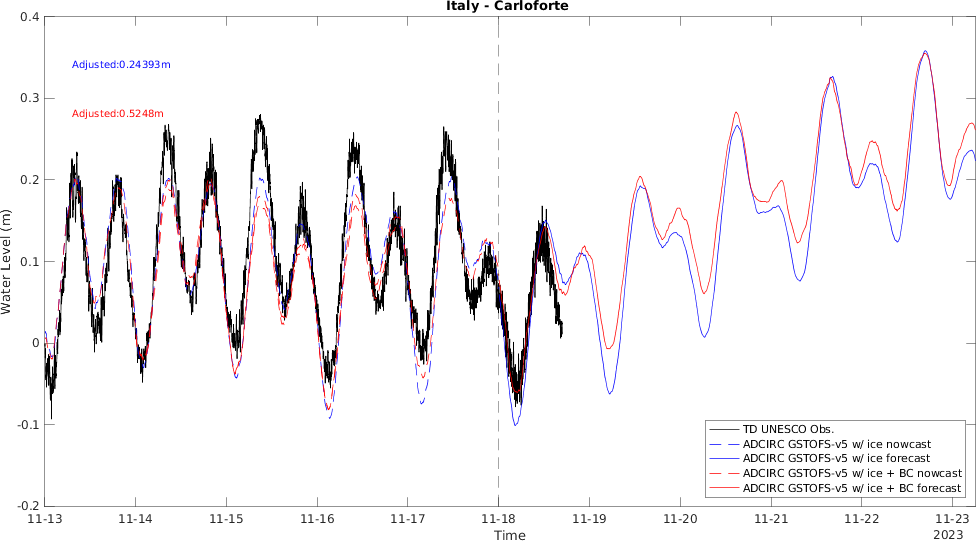 Italy - Carloforte
Adjusted:0.24393m
Adjusted:0.5248m
0.4
0.3
0.2
0.1
0
-0.1
-0.2
Water Level (m)
TD UNESCO Obs.
ADCIRC GSTOFS-v5 w/ ice nowcast
ADCIRC GSTOFS-v5 w/ ice forecast
ADCIRC GSTOFS-v5 w/ ice + BC nowcast
ADCIRC GSTOFS-v5 w/ ice + BC forecast
11-13 11-14 11-15 11-16 11-17 11-18 11-19 11-20 11-21 11-22 11-23
Time 2023